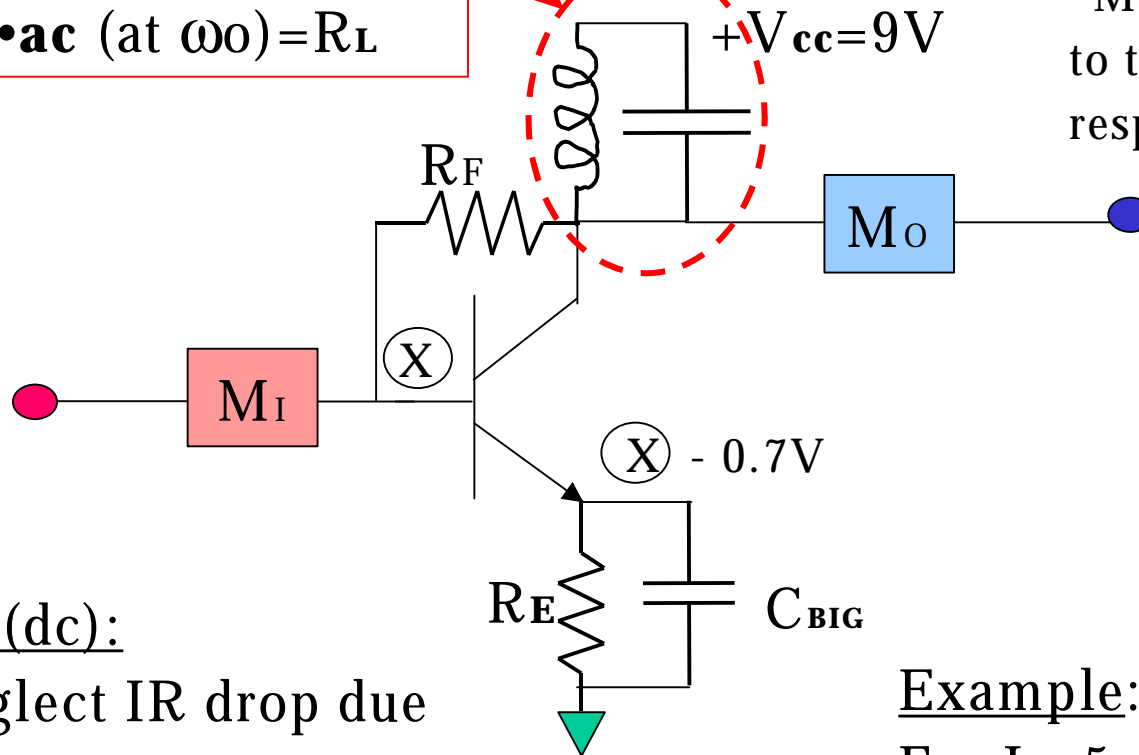 •ac (at ωo)=RL
+Vcc=9V
to t
resp
RF
MO
X
MI
X - 0.7V
RE
CBIG
(dc):
glect IR drop due
Example: